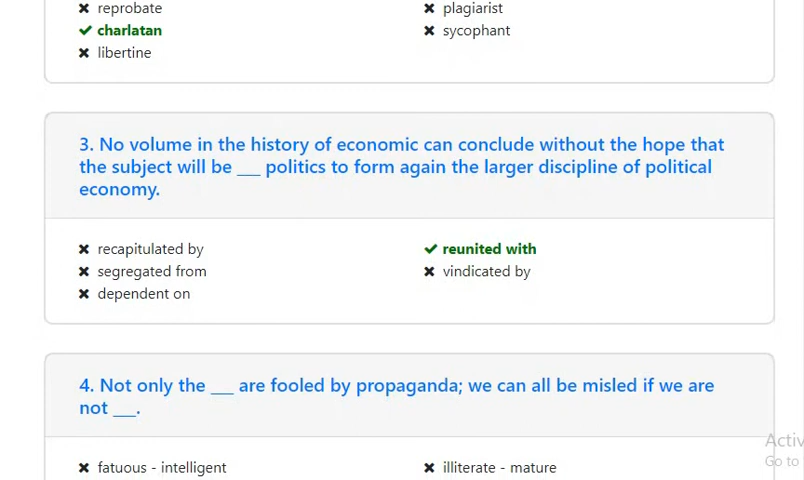 reprobate
plagiarist
charlatan
sycophant
libertine
3. No volume in the history of economic can conclude without the hope that
the subject will be ___ politics to form again the larger discipline of political
economy.
recapitulated by
reunited with
segregated from
vindicated by
dependent on
4. Not only the ___ are fooled by propaganda; we can all be misled if we are
not ___.
fatuous - intelligent
illiterate - mature
Activ
Go to